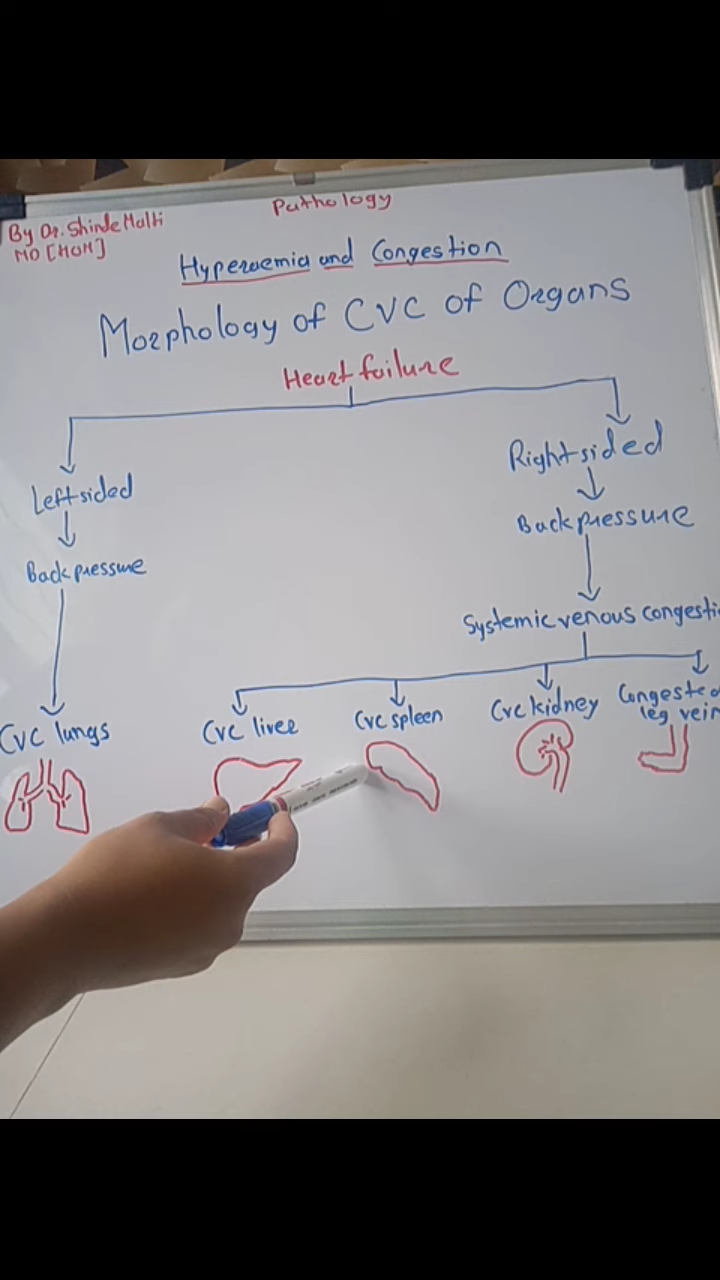 Pathology
By Dr. Shinde Malti
MD [HOM]
Hyperaemia and Congestion
Morphology of CVC of Organs
Heart failure
Left sided
Back pressure
CVC lungs
Right sided
Back pressure
Systemic venous congesti
CVC liver
CVC spleen
CVC kidney
Congested
leg vein